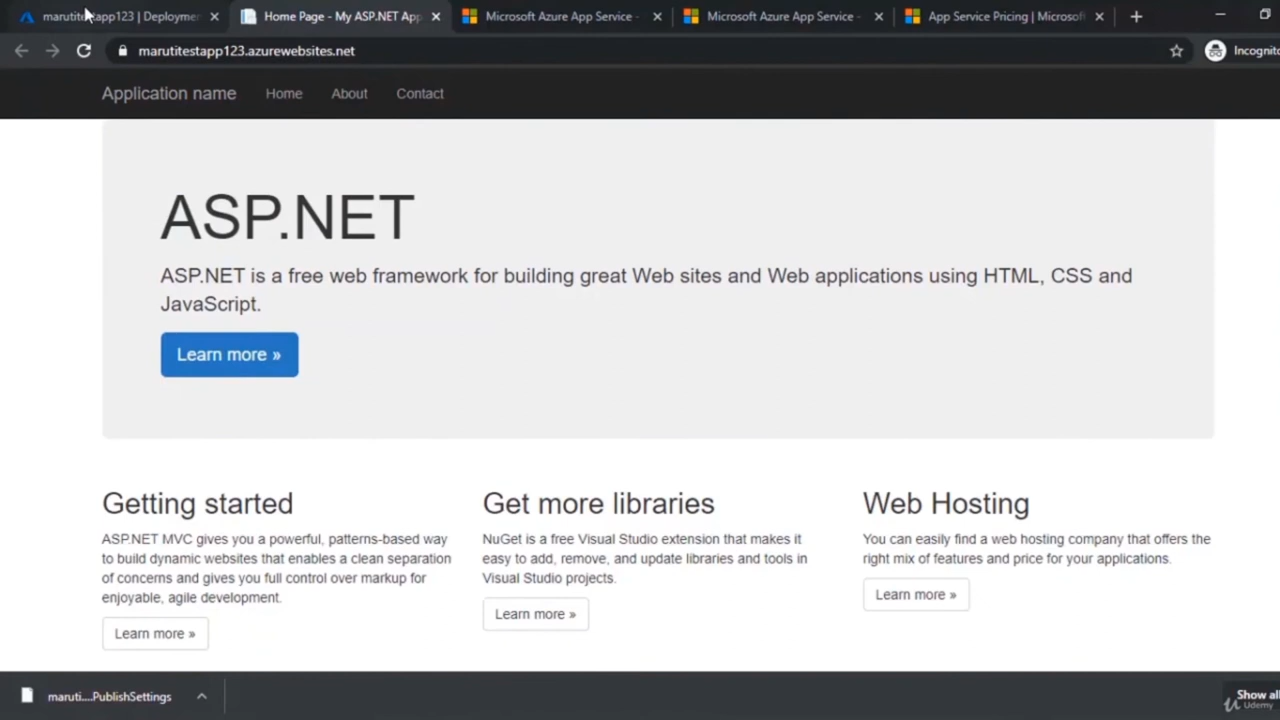 marutitestapp123 | Deployme
Home Page - My ASP.NET App
Microsoft Azure App Service -
Microsoft Azure App Service -
App Service Pricing | Microsoft
marutitestapp123.azurewebsites.net
Incognito
Application name
Home
About
Contact
ASP.NET
ASP.NET is a free web framework for building great Web sites and Web applications using HTML, CSS and
JavaScript.
Learn more »
Getting started
ASP.NET MVC gives you a powerful, patterns-based way
to build dynamic websites that enables a clean separation
of concerns and gives you full control over markup for
enjoyable, agile development.
Learn more »
Get more libraries
NuGet is a free Visual Studio extension that makes it
easy to add, remove, and update libraries and tools in
Visual Studio projects.
Learn more »
Web Hosting
You can easily find a web hosting company that offers the
right mix of features and price for your applications.
Learn more »
maruti....PublishSettings
Show all
Udemy